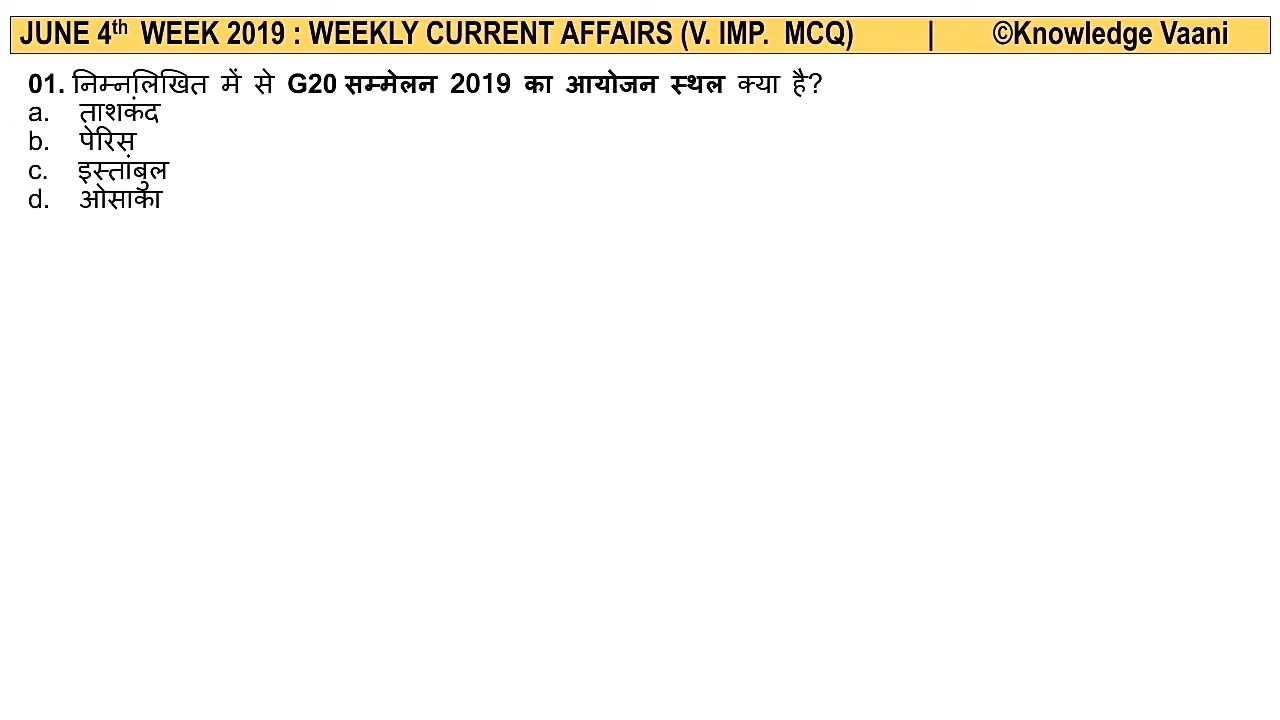 JUNE 4th WEEK 2019 : WEEKLY CURRENT AFFAIRS (V. IMP. MCQ) | ©Knowledge Vaani
01. निम्नलिखित में से G20 सम्मेलन 2019 का आयोजन स्थल क्या है?
a. ताशकंद
b. पेरिस
c. इस्तांबुल
d. ओसाका